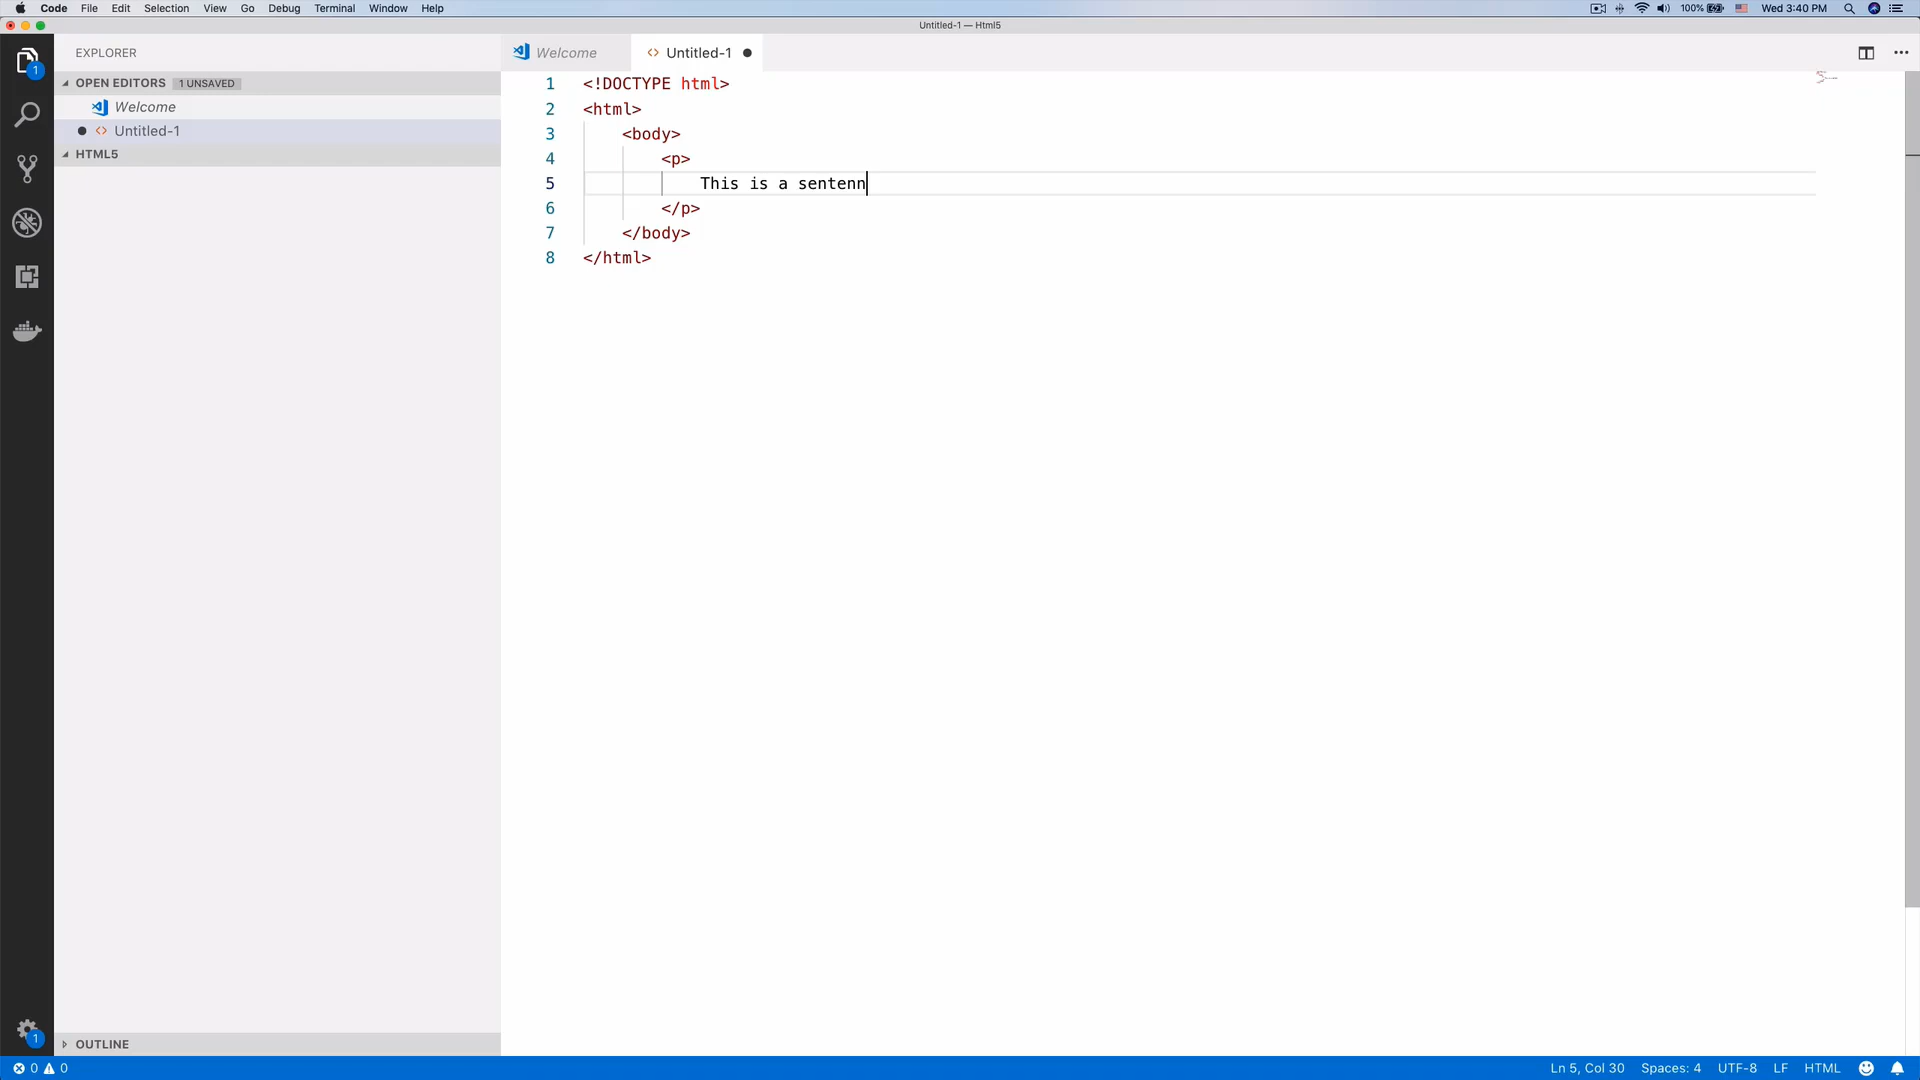 Code File Edit Selection View Go Debug Terminal Window Help 100% Wed 3:40 PM
Untitled-1 — Html5
EXPLORER
OPEN EDITORS 1 UNSAVED
Welcome
Untitled-1
HTML5
OUTLINE
Welcome Untitled-1
1 <!DOCTYPE html>
2 <html>
3 <body>
4 <p>
5 This is a sentenn
6 </p>
7 </body>
8 </html>
1
1
0 0 Ln 5, Col 30 Spaces: 4 UTF-8 LF HTML